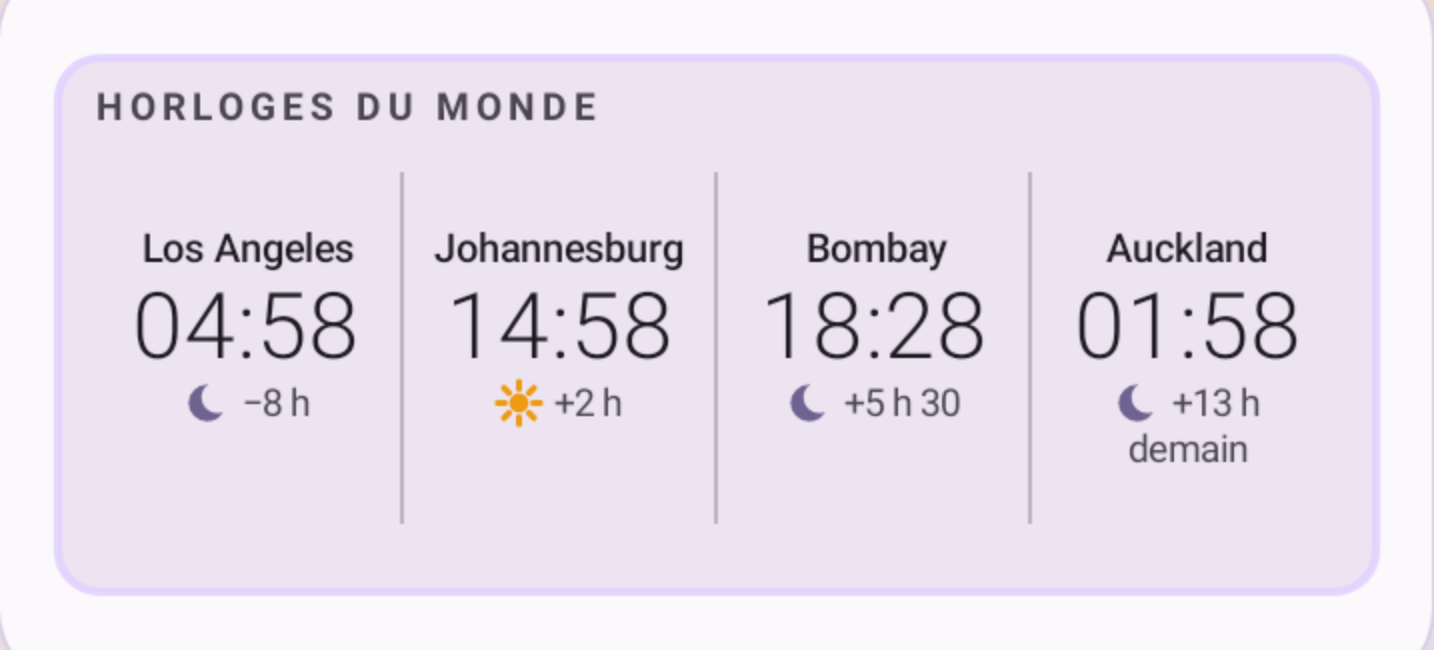 HORLOGES DU MONDE
Los Angeles
04:58
−8 h
Johannesburg
14:58
+2 h
Bombay
18:28
+5 h 30
Auckland
01:58
+13 h
demain